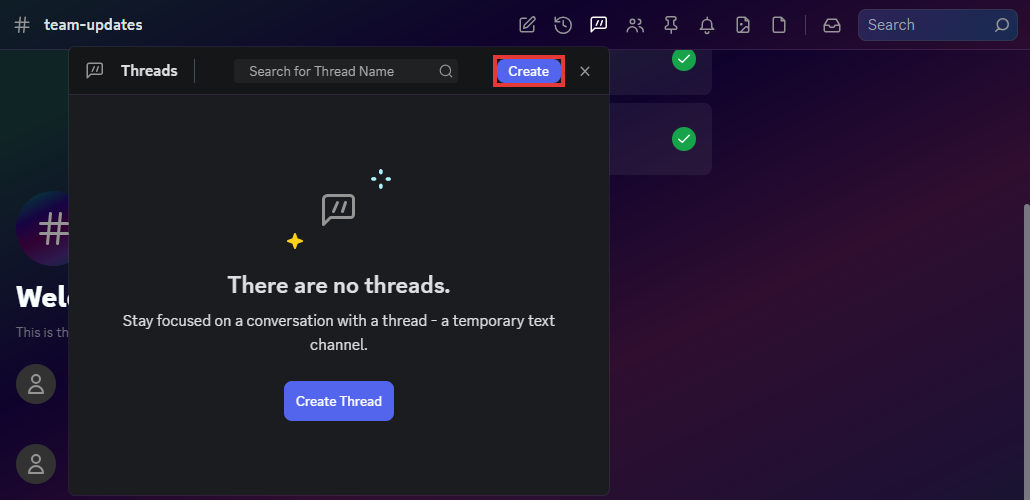 team-updates
Search
Threads
Search for Thread Name
Create
There are no threads.
Stay focused on a conversation with a thread - a temporary text
channel.
Create Thread
This is th